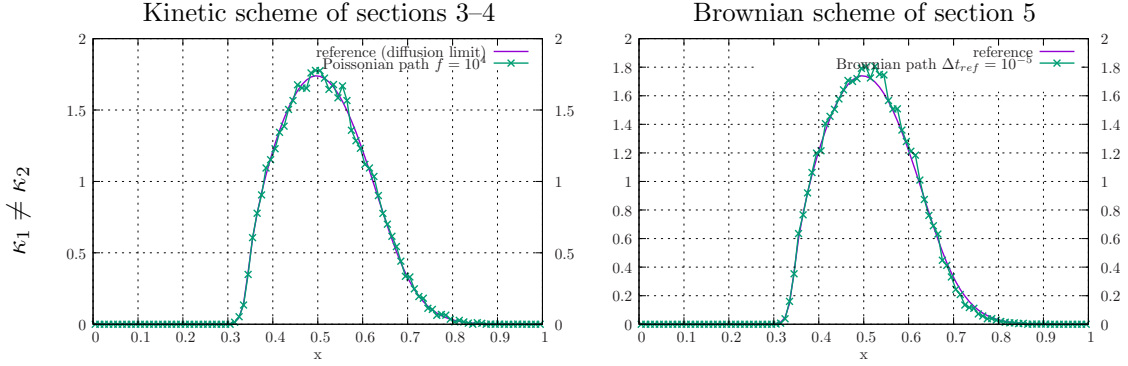 Kinetic scheme of sections 3–4
Brownian scheme of section 5
κ₁ ≠ κ₂
reference (diffusion limit)
Poissonian path f = 10⁴
2
1.5
1
0.5
0
2
1.5
1
0.5
0
0 0.1 0.2 0.3 0.4 0.5 0.6 0.7 0.8 0.9 1
x
reference
Brownian path Δt_ref = 10⁻⁵
2
1.8
1.6
1.4
1.2
1
0.8
0.6
0.4
0.2
0
2
1.8
1.6
1.4
1.2
1
0.8
0.6
0.4
0.2
0
0 0.1 0.2 0.3 0.4 0.5 0.6 0.7 0.8 0.9 1
x